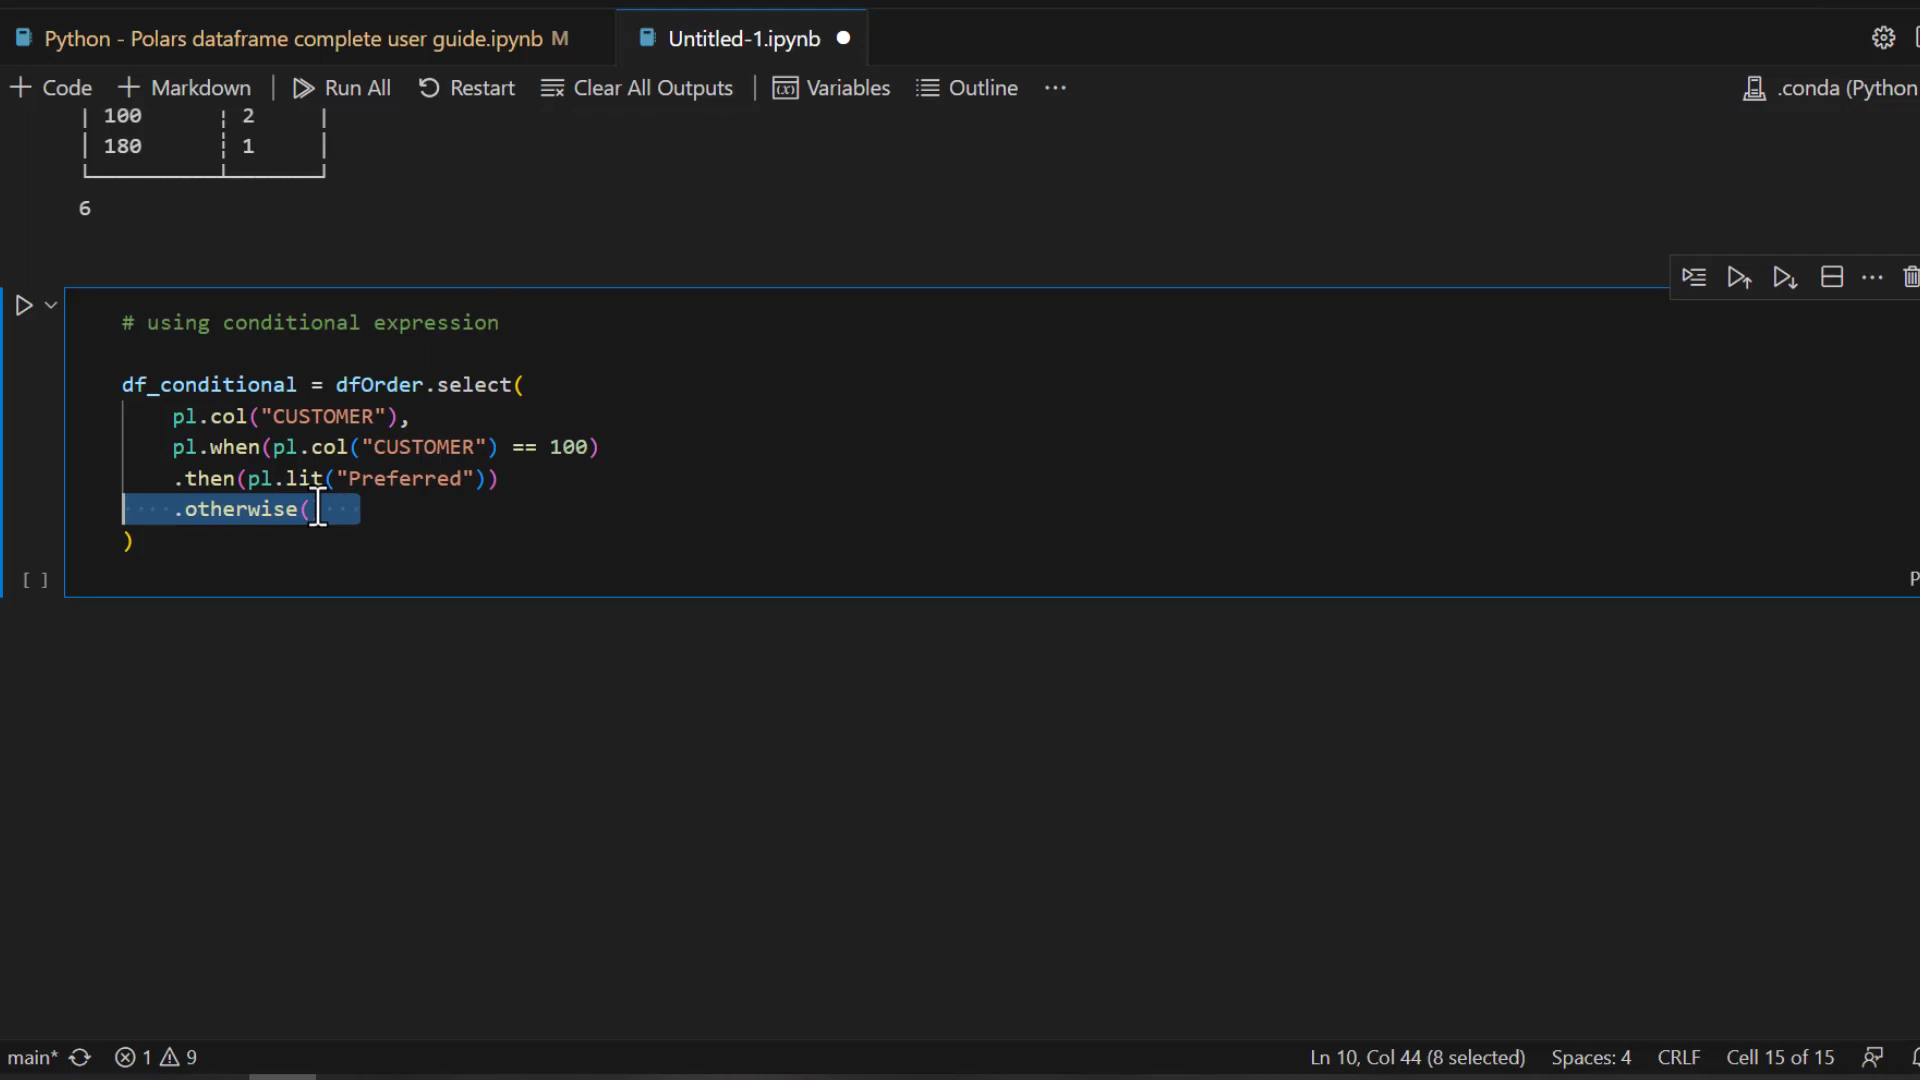 Python - Polars dataframe complete user guide.ipynb M Untitled-1.ipynb
Code Markdown Run All Restart Clear All Outputs Variables Outline ... .conda (Python
100 2
180 1
6
# using conditional expression
df_conditional = dfOrder.select(
pl.col("CUSTOMER"),
pl.when(pl.col("CUSTOMER") == 100)
.then(pl.lit("Preferred"))
.otherwise(
)
[ ] P
main* 1 9 Ln 10, Col 44 (8 selected) Spaces: 4 CRLF Cell 15 of 15